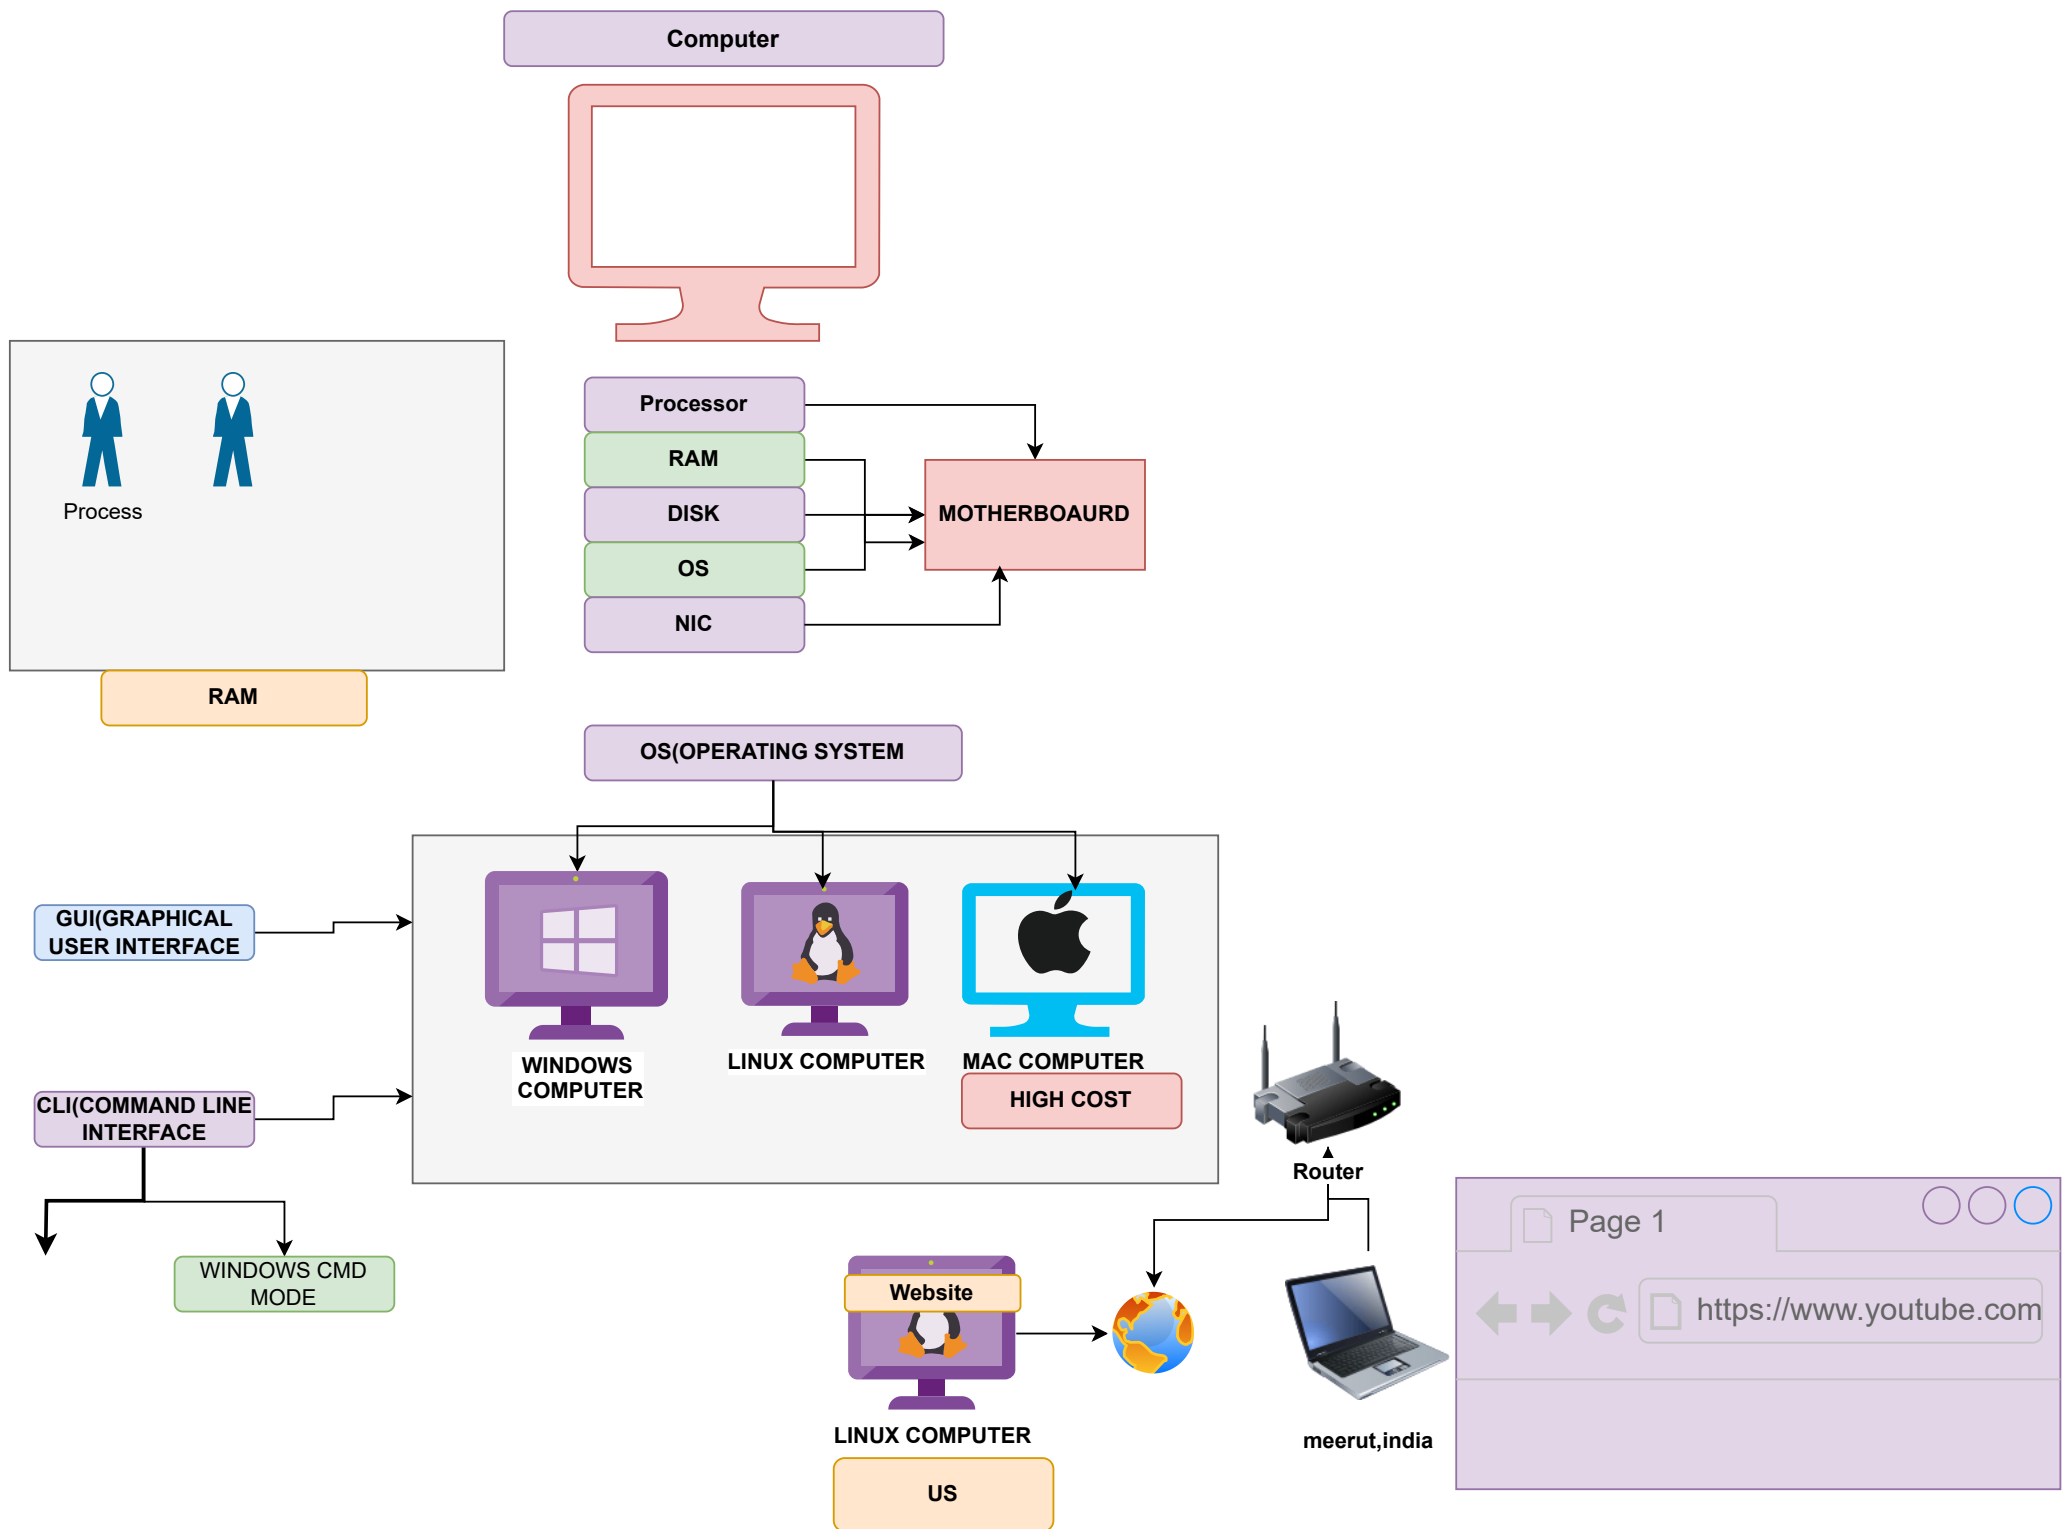 Computer
Processor
RAM
DISK
OS
NIC
MOTHERBOAURD
Process
RAM
OS(OPERATING SYSTEM
GUI(GRAPHICAL
USER INTERFACE
CLI(COMMAND LINE
INTERFACE
WINDOWS CMD
MODE
WINDOWS
COMPUTER
LINUX COMPUTER
MAC COMPUTER
HIGH COST
Router
Website
LINUX COMPUTER
US
meerut,india
Page 1
https://www.youtube.com